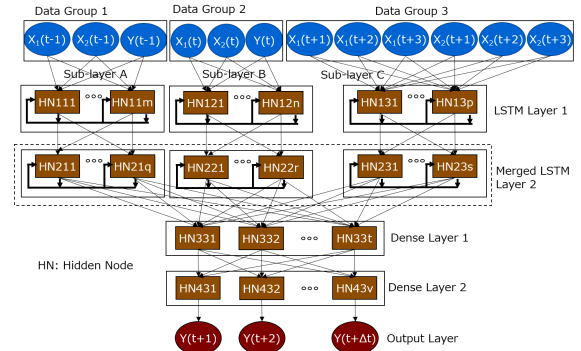 Data Group 1 Data Group 2 Data Group 3
X₁(t-1) X₂(t-1) Y(t-1) X₁(t) X₂(t) Y(t) X₁(t+1) X₁(t+2) X₁(t+3) X₂(t+1) X₂(t+2) X₂(t+3)
Sub-layer A Sub-layer B Sub-layer C
HN111 HN11m HN121 HN12n HN131 HN13p
LSTM Layer 1
HN211 HN21q HN221 HN22r HN231 HN23s
Merged LSTM
Layer 2
HN331 HN332 HN33t Dense Layer 1
HN: Hidden Node
HN431 HN432 HN43v Dense Layer 2
Y(t+1) Y(t+2) Y(t+Δt) Output Layer